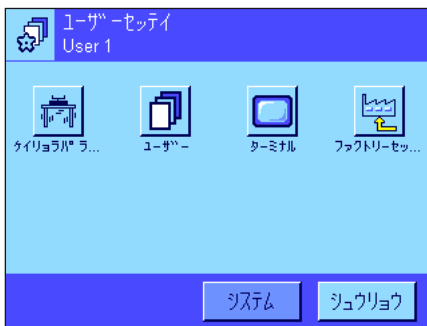 ユーザーセッテイ
User 1
ケイリョラパラ...
ユーザー
ターミナル
ファクトリーセッ...
システム
シュウリョウ